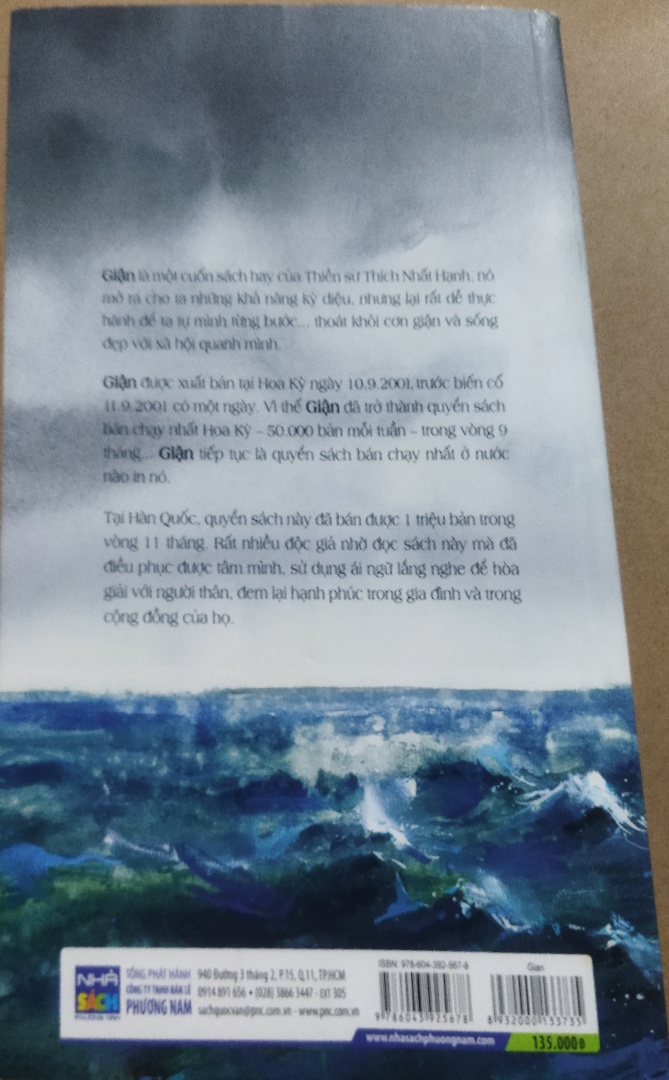 Giận là một cuốn sách hay của Thiền sư Thích Nhất Hạnh, nó
mở ra cho ta những khả năng kỳ diệu, nhưng lại rất dễ thực
hành để ta tự mình từng bước... thoát khỏi cơn giận và sống
đẹp với xã hội quanh mình.
Giận được xuất bản tại Hoa Kỳ ngày 10.9.2001, trước biến cố
11.9.2001 có một ngày. Vì thế Giận đã trở thành quyển sách
bán chạy nhất Hoa Kỳ – 50.000 bản mỗi tuần – trong vòng 9
tháng... Giận tiếp tục là quyển sách bán chạy nhất ở nước
nào in nó.
Tại Hàn Quốc, quyển sách này đã bán được 1 triệu bản trong
vòng 11 tháng. Rất nhiều độc giả nhờ đọc sách này mà đã
điều phục được tâm mình, sử dụng ái ngữ lắng nghe để hòa
giải với người thân, đem lại hạnh phúc trong gia đình và trong
cộng đồng của họ.
NHÀ
SÁCH
PHƯƠNG NAM
TỔNG PHÁT HÀNH
CÔNG TY TNHH BÁN LẺ
PHƯƠNG NAM
940 Đường 3 tháng 2, P.15, Q.11, TP.HCM
0914 891 656 • (028) 3866 3447 - EXT 305
sachquocvan@pnc.com.vn - www.pnc.com.vn
ISBN: 978-604-392-567-8
9 786043 925678
Giận
8 932000 133735
www.nhasachphuongnam.com
135.000Đ